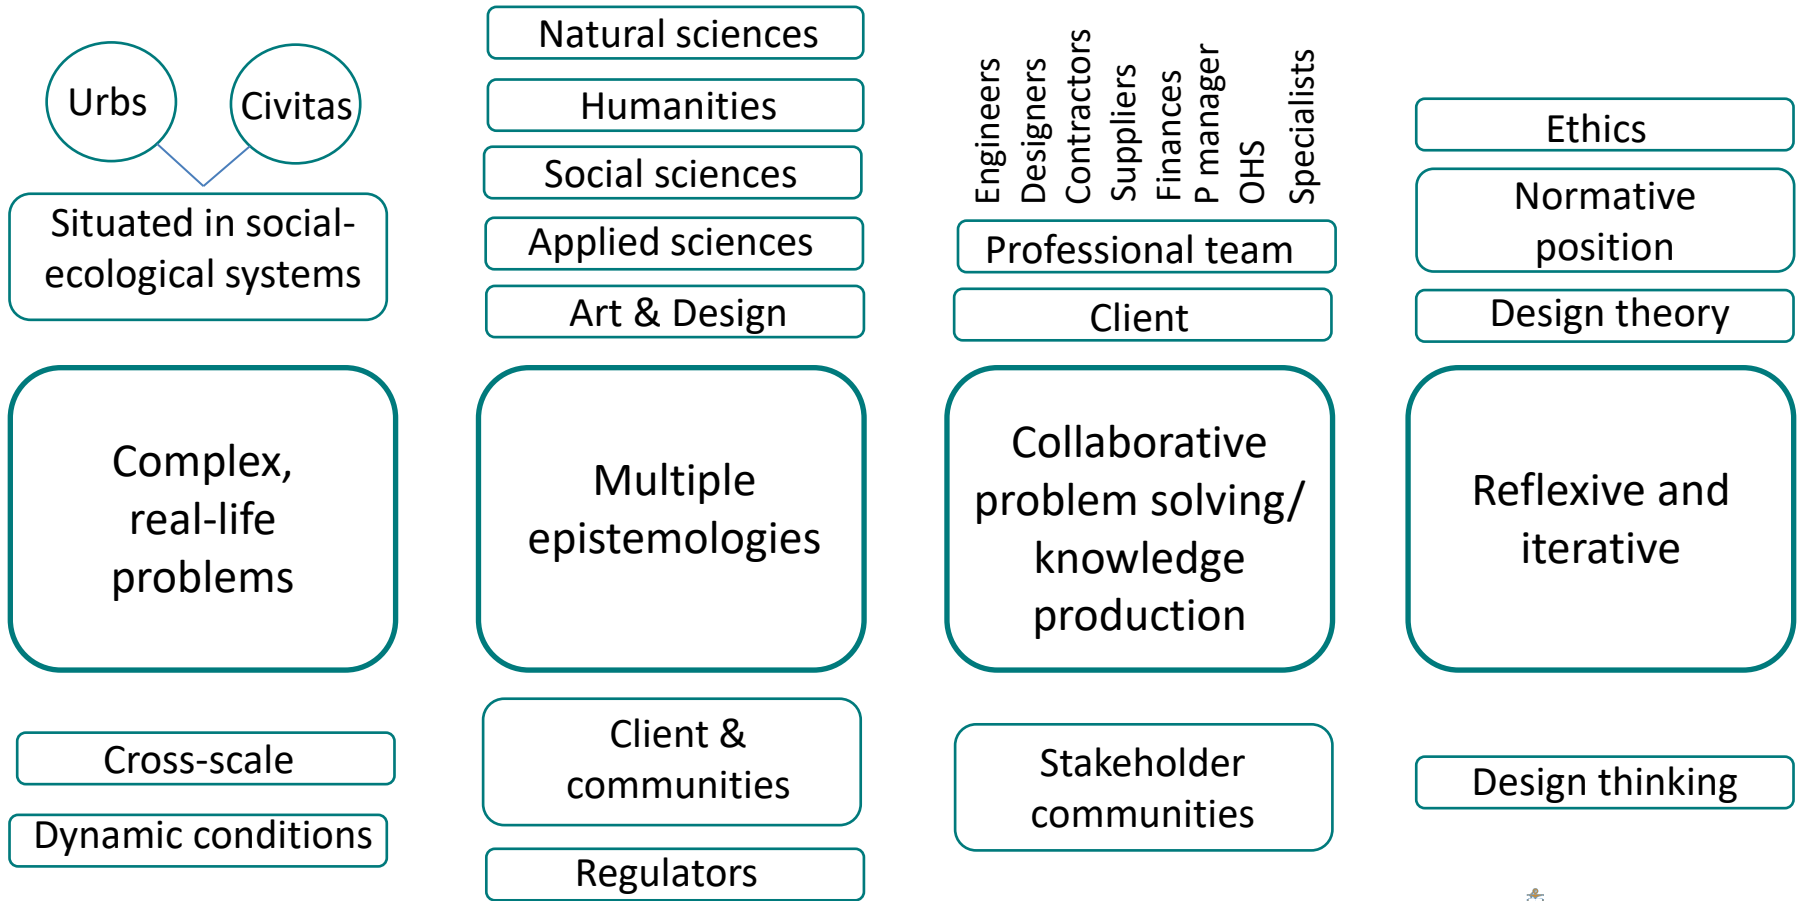 Urbs
Civitas
Situated in social-
ecological systems
Complex,
real-life
problems
Cross-scale
Dynamic conditions
Natural sciences
Humanities
Social sciences
Applied sciences
Art & Design
Multiple
epistemologies
Client &
communities
Regulators
Engineers
Designers
Contractors
Suppliers
Finances
P manager
OHS
Specialists
Professional team
Client
Collaborative
problem solving/
knowledge
production
Stakeholder
communities
Ethics
Normative
position
Design theory
Reflexive and
iterative
Design thinking